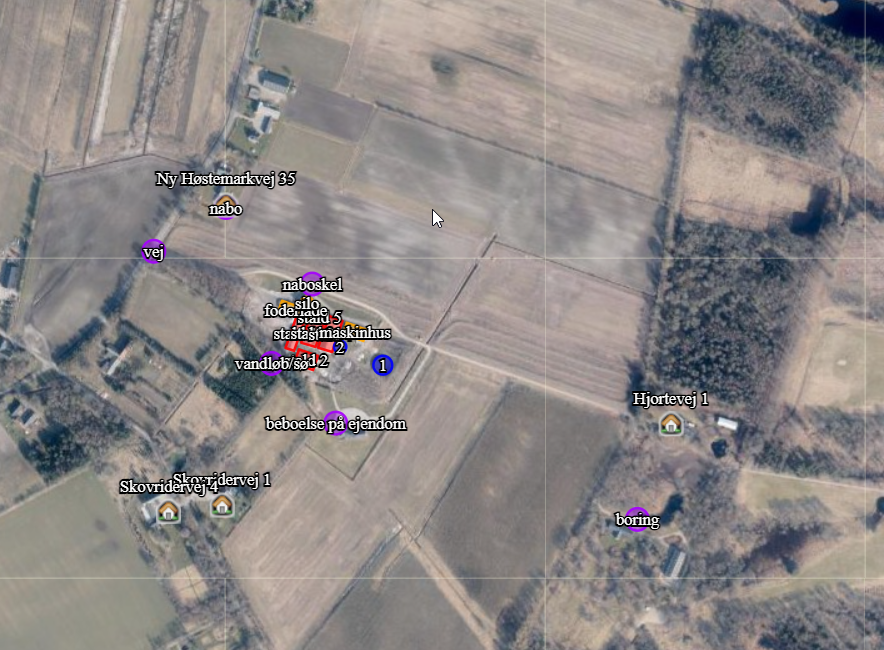 Ny Høstemarkvej 35
nabo
vej
naboskel
silo
foderlade
stald 5
maskinhus
2
vandløb/sø
2
1
beboelse på ejendom
Hjortevej 1
Skovridervej 1
Skovridervej 4
boring